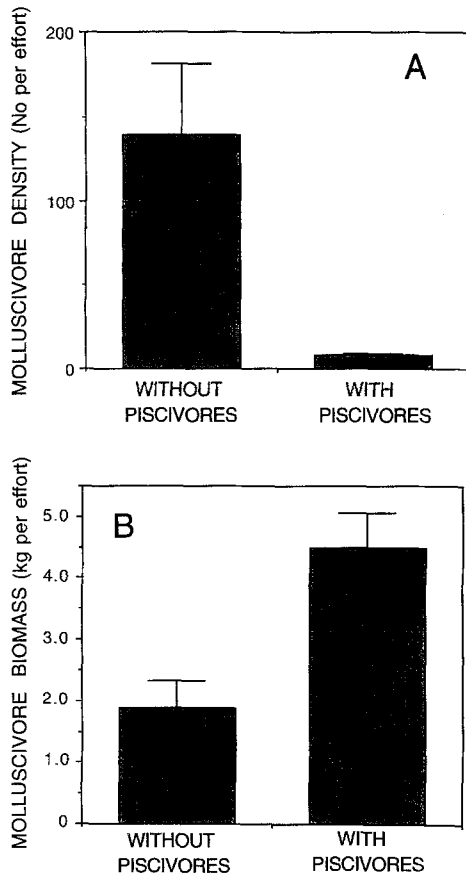 MOLLUSCIVORE DENSITY (No per effort)
200
100
0
A
WITHOUT
PISCIVORES
WITH
PISCIVORES
MOLLUSCIVORE BIOMASS (kg per effort)
5.0
4.0
3.0
2.0
1.0
0
B
WITHOUT
PISCIVORES
WITH
PISCIVORES